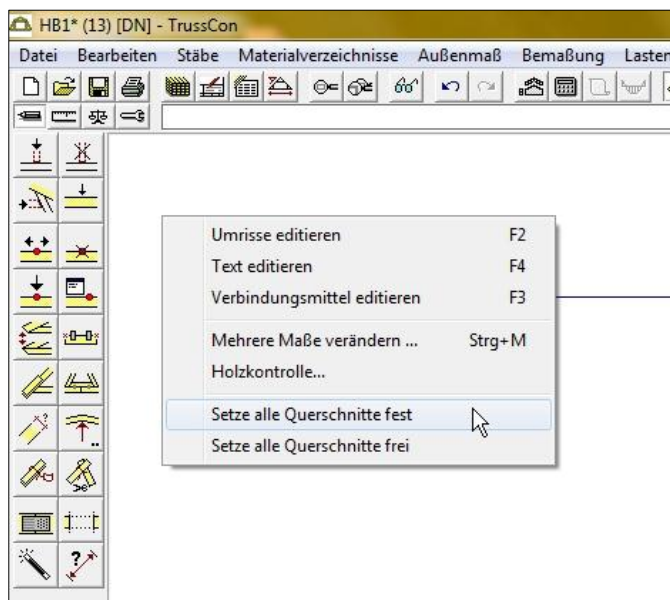 HB1* (13) [DN] - TrussCon
Datei Bearbeiten Stäbe Materialverzeichnisse Außenmaß Bemaßung Lasten
Umrisse editieren F2
Text editieren F4
Verbindungsmittel editieren F3
Mehrere Maße verändern ... Strg+M
Holzkontrolle...
Setze alle Querschnitte fest
Setze alle Querschnitte frei